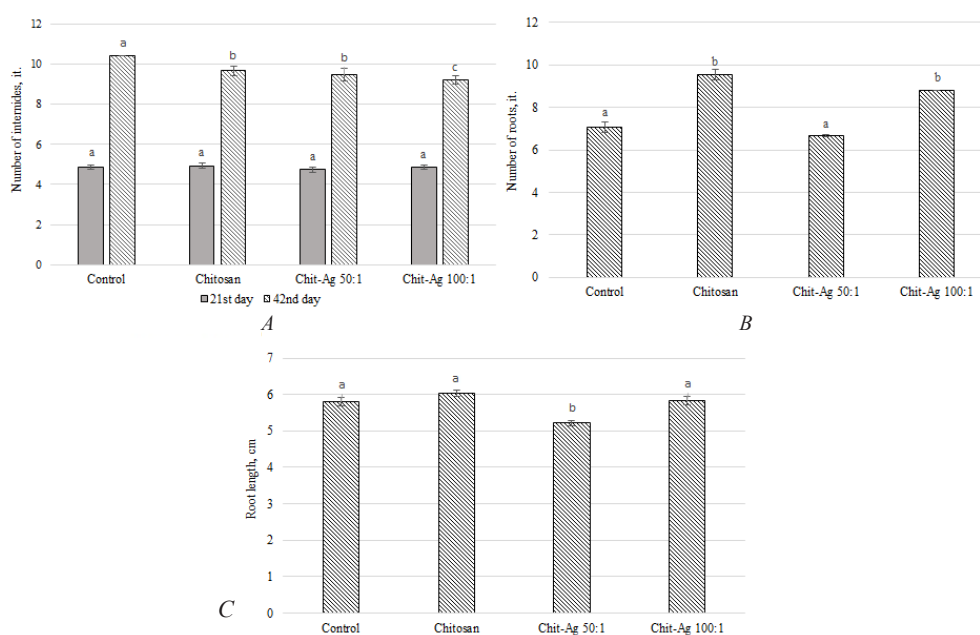 12
10
8
6
4
2
0
Number of internides, it.
a
b
b
c
a
a
a
a
Control
Chitosan
Chit-Ag 50:1
Chit-Ag 100:1
21st day
42nd day
A
12
10
8
6
4
2
0
Number of roots, it.
a
b
a
b
Control
Chitosan
Chit-Ag 50:1
Chit-Ag 100:1
B
7
6
5
4
3
2
1
0
Root length, cm
a
a
b
a
Control
Chitosan
Chit-Ag 50:1
Chit-Ag 100:1
C